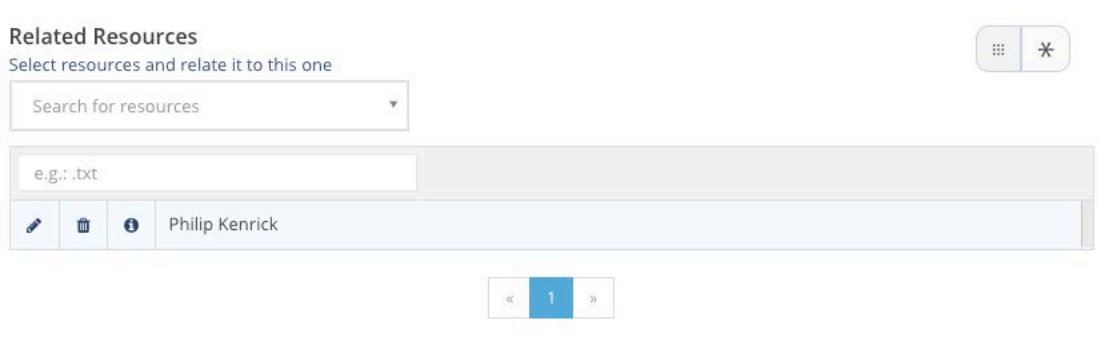 Related Resources
Select resources and relate it to this one
Search for resources
e.g.: .txt
Philip Kenrick
« 1 »